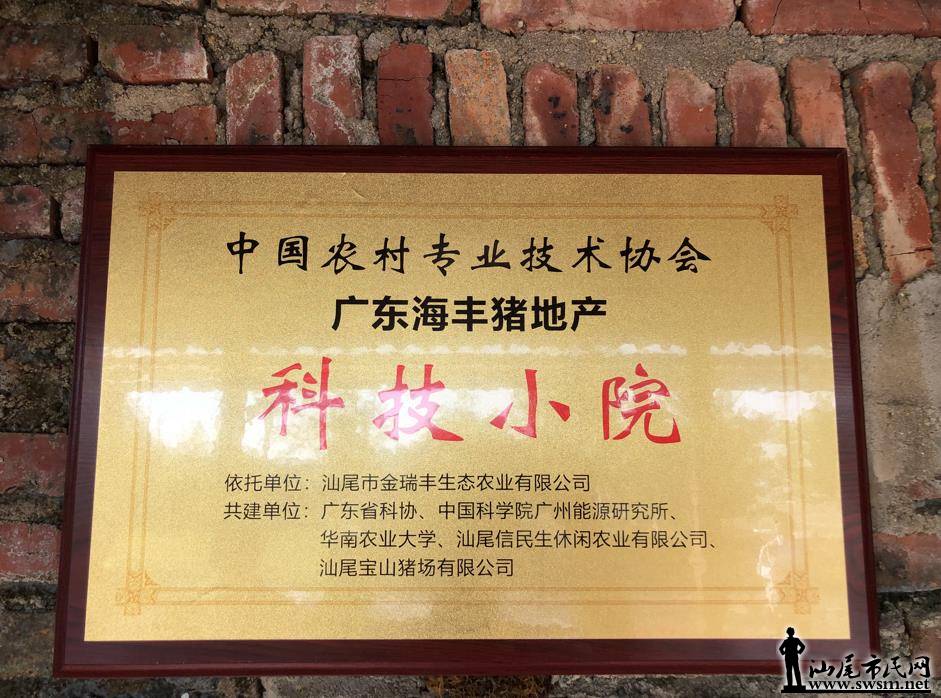 中国农村专业技术协会
广东海丰猪地产
科技小院
依托单位：汕尾市金瑞丰生态农业有限公司
共建单位：广东省科协、中国科学院广州能源研究所、
华南农业大学、汕尾信民生休闲农业有限公司、
汕尾宝山猪场有限公司
汕尾市民网
www.swsm.net